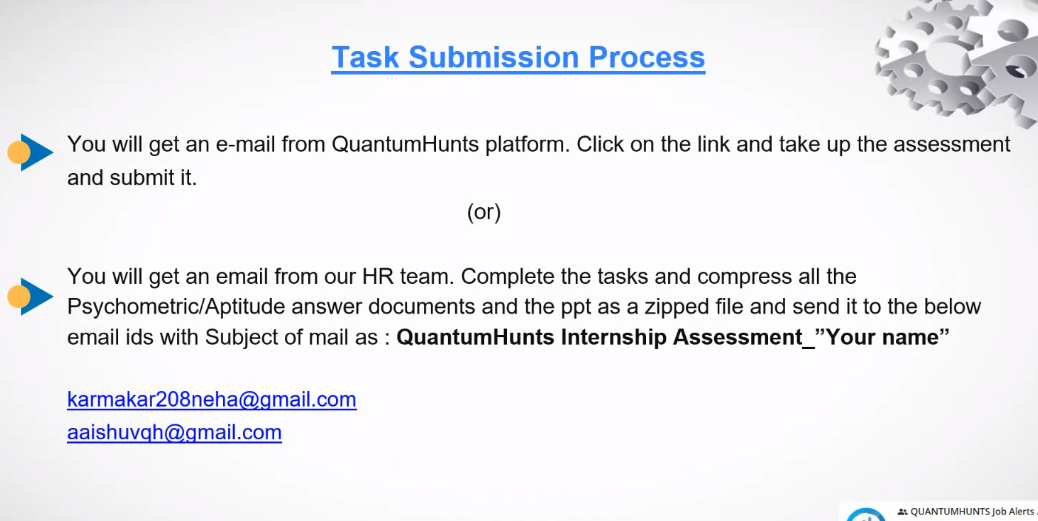 Task Submission Process
You will get an e-mail from QuantumHunts platform. Click on the link and take up the assessment
and submit it.
(or)
You will get an email from our HR team. Complete the tasks and compress all the
Psychometric/Aptitude answer documents and the ppt as a zipped file and send it to the below
email ids with Subject of mail as : QuantumHunts Internship Assessment_”Your name”
karmakar208neha@gmail.com
aaishuvqh@gmail.com
QUANTUMHUNTS Job Alerts